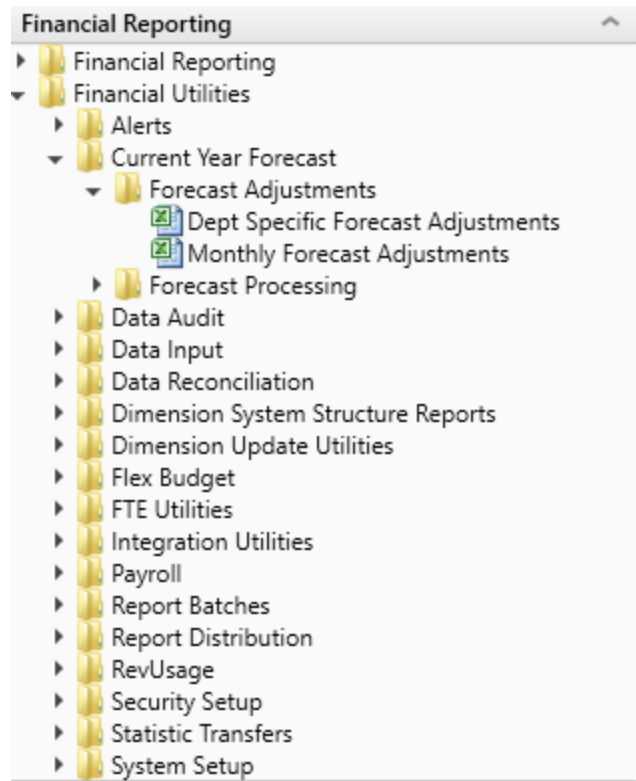 Financial Reporting
Financial Reporting
Financial Utilities
Alerts
Current Year Forecast
Forecast Adjustments
Dept Specific Forecast Adjustments
Monthly Forecast Adjustments
Forecast Processing
Data Audit
Data Input
Data Reconciliation
Dimension System Structure Reports
Dimension Update Utilities
Flex Budget
FTE Utilities
Integration Utilities
Payroll
Report Batches
Report Distribution
RevUsage
Security Setup
Statistic Transfers
System Setup